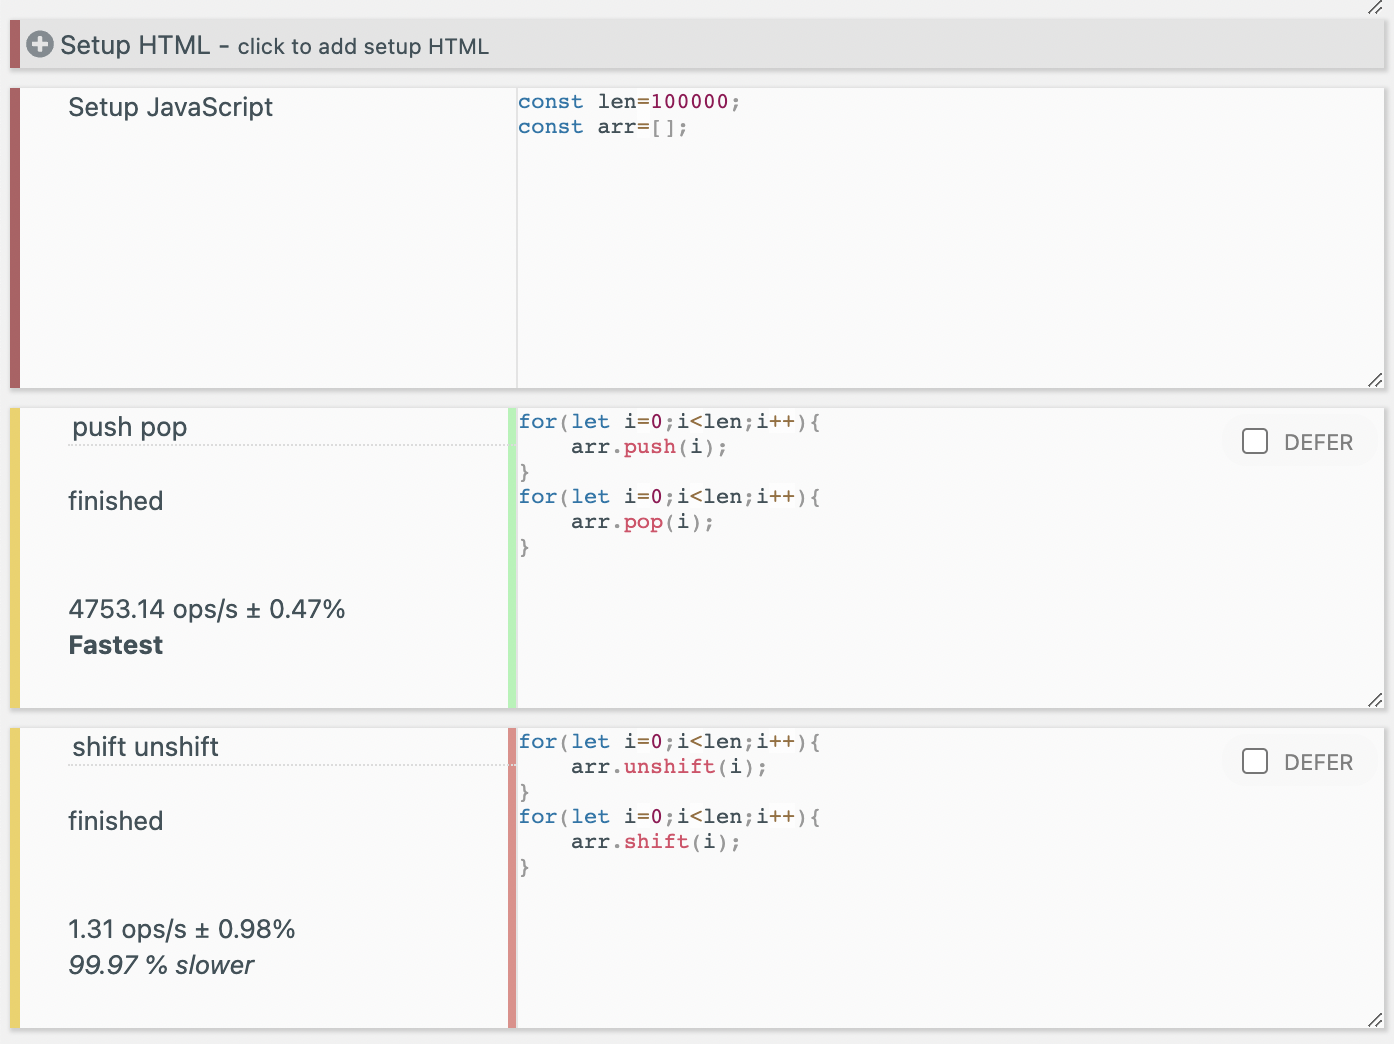 Setup HTML - click to add setup HTML
Setup JavaScript
const len=100000;
const arr=[];
push pop
finished
4753.14 ops/s ± 0.47%
Fastest
for(let i=0;i<len;i++){
    arr.push(i);
}
for(let i=0;i<len;i++){
    arr.pop(i);
}
DEFER
shift unshift
finished
1.31 ops/s ± 0.98%
99.97 % slower
for(let i=0;i<len;i++){
    arr.unshift(i);
}
for(let i=0;i<len;i++){
    arr.shift(i);
}
DEFER